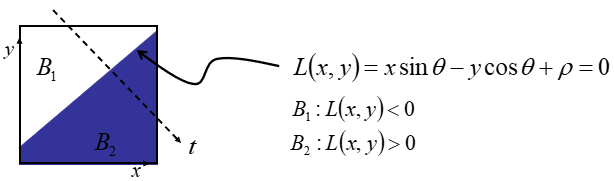 y
B₁
B₂
x
t
L(x, y) = x sin θ − y cos θ + ρ = 0
B₁ : L(x, y) < 0
B₂ : L(x, y) > 0